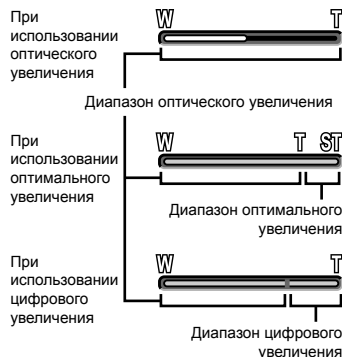 При
использовании
оптического
увеличения
W T
Диапазон оптического увеличения
При
использовании
оптимального
увеличения
W T ST
Диапазон оптимального
увеличения
При
использовании
цифрового
увеличения
W T
Диапазон цифрового
увеличения